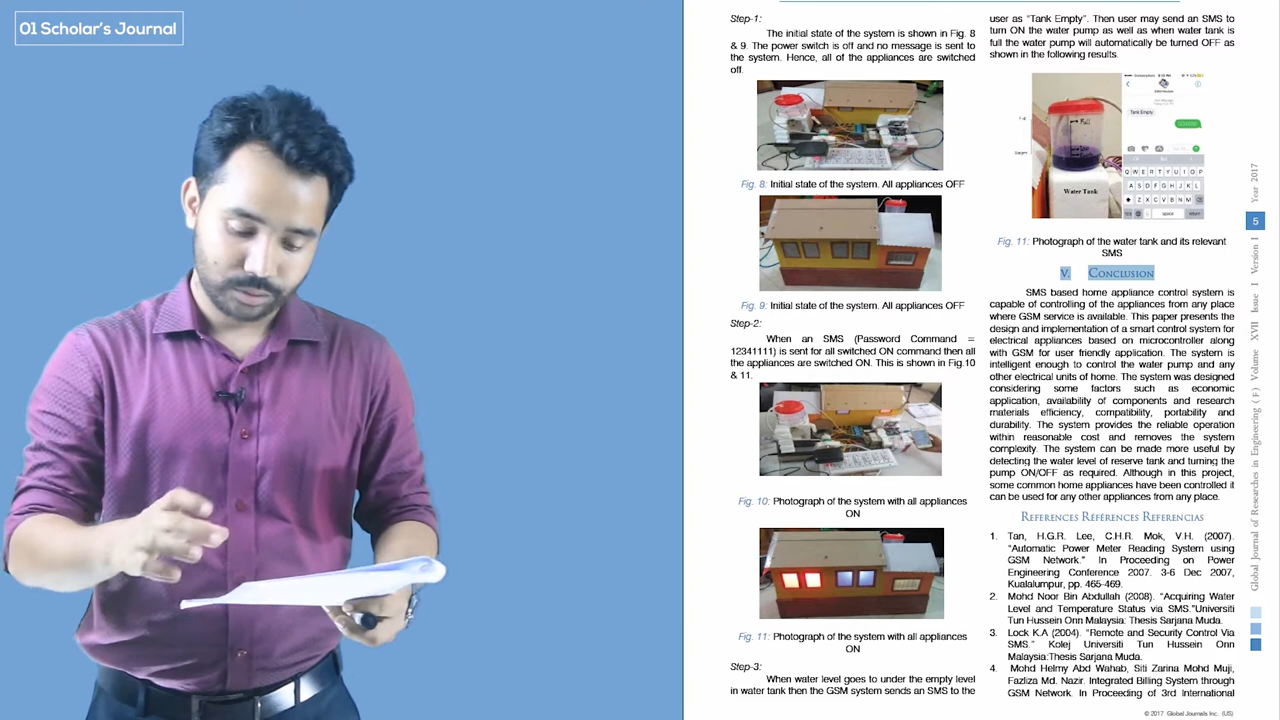 01 Scholar's Journal
Step-1:
The initial state of the system is shown in Fig. 8
& 9. The power switch is off and no message is sent to
the system. Hence, all of the appliances are switched
off.
Fig. 8: Initial state of the system. All appliances OFF
Fig. 9: Initial state of the system. All appliances OFF
Step-2:
When an SMS (Password Command =
12341111) is sent for all switched ON command then all
the appliances are switched ON. This is shown in Fig.10
& 11.
Fig. 10: Photograph of the system with all appliances
ON
Fig. 11: Photograph of the system with all appliances
ON
Step-3:
When water level goes to under the empty level
in water tank then the GSM system sends an SMS to the
user as "Tank Empty". Then user may send an SMS to
turn ON the water pump as well as when water tank is
full the water pump will automatically be turned OFF as
shown in the following results.
Full
Water Tank
Tank Empty
Q W E R T Y U I O P
A S D F G H J K L
Z X C V B N M
space
return
Fig. 11: Photograph of the water tank and its relevant
SMS
V. Conclusion
SMS based home appliance control system is
capable of controlling of the appliances from any place
where GSM service is available. This paper presents the
design and implementation of a smart control system for
electrical appliances based on microcontroller along
with GSM for user friendly application. The system is
intelligent enough to control the water pump and any
other electrical units of home. The system was designed
considering some factors such as economic
application, availability of components and research
materials efficiency, compatibility, portability and
durability. The system provides the reliable operation
within reasonable cost and removes the system
complexity. The system can be made more useful by
detecting the water level of reserve tank and turning the
pump ON/OFF as required. Although in this project,
some common home appliances have been controlled it
can be used for any other appliances from any place.
References Références Referencias
1. Tan, H.G.R. Lee, C.H.R. Mok, V.H. (2007).
"Automatic Power Meter Reading System using
GSM Network." In Proceeding on Power
Engineering Conference 2007. 3-6 Dec 2007,
Kualalumpur, pp. 465-469.
2. Mohd Noor Bin Abdullah (2008). "Acquiring Water
Level and Temperature Status via SMS."Universiti
Tun Hussein Onn Malaysia: Thesis Sarjana Muda.
3. Lock K.A (2004). "Remote and Security Control Via
SMS." Kolej Universiti Tun Hussein Onn
Malaysia:Thesis Sarjana Muda.
4. Mohd Helmy Abd Wahab, Siti Zarina Mohd Muji,
Fazliza Md. Nazir. Integrated Billing System through
GSM Network. In Proceeding of 3rd International
Global Journal of Researches in Engineering ( F ) Volume XVII Issue I Version I
5
Year 2017
© 2017 Global Journals Inc. (US)